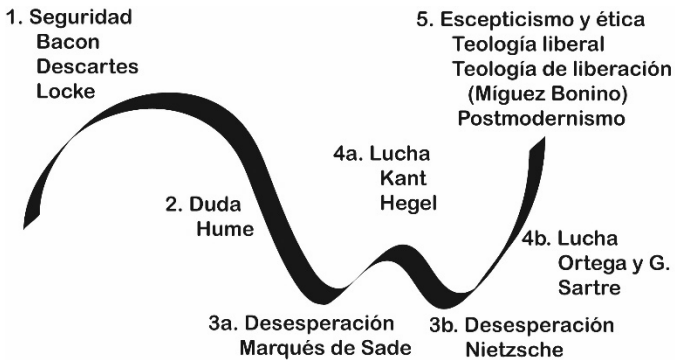 1. Seguridad
Bacon
Descartes
Locke
2. Duda
Hume
3a. Desesperación
Marqués de Sade
4a. Lucha
Kant
Hegel
3b. Desesperación
Nietzsche
4b. Lucha
Ortega y G.
Sartre
5. Escepticismo y ética
Teología liberal
Teología de liberación
(Míguez Bonino)
Postmodernismo